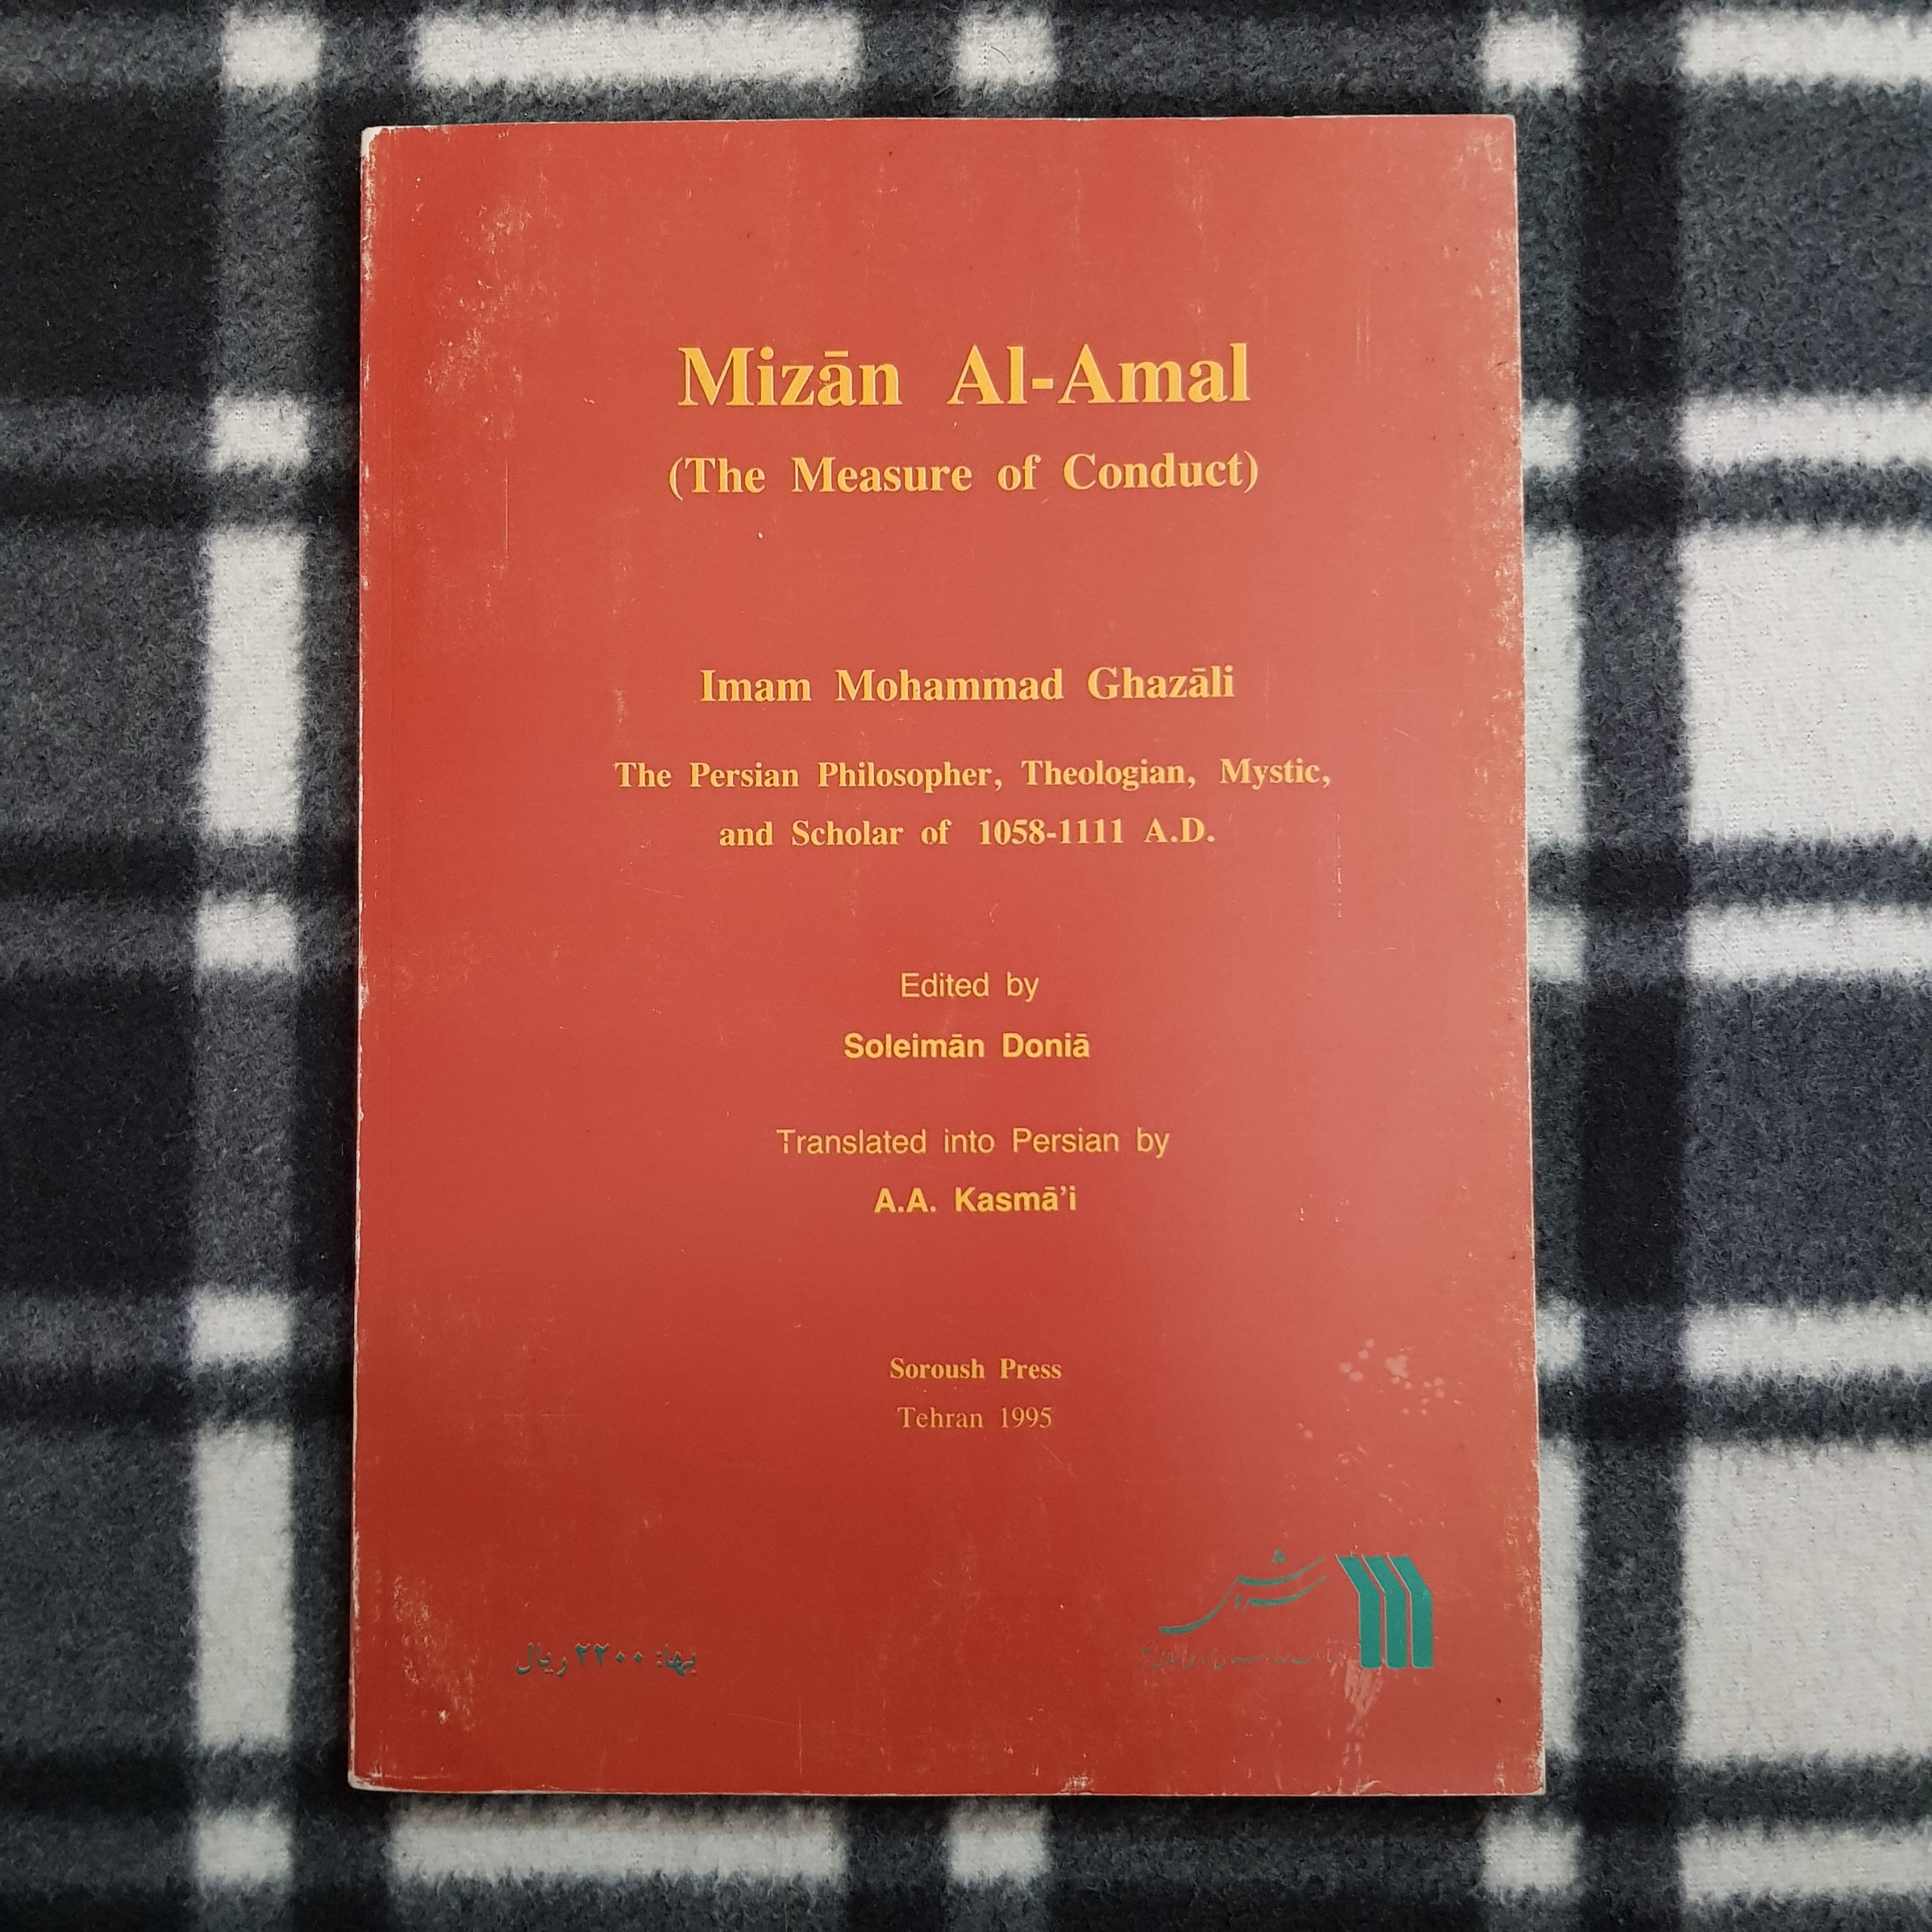 Mizān Al-Amal
(The Measure of Conduct)
Imam Mohammad Ghazāli
The Persian Philosopher, Theologian, Mystic,
and Scholar of 1058-1111 A.D.
Edited by
Soleimān Doniā
Translated into Persian by
A.A. Kasmā'i
Soroush Press
Tehran 1995
سروش
بها: ۲۲۰۰ ریال